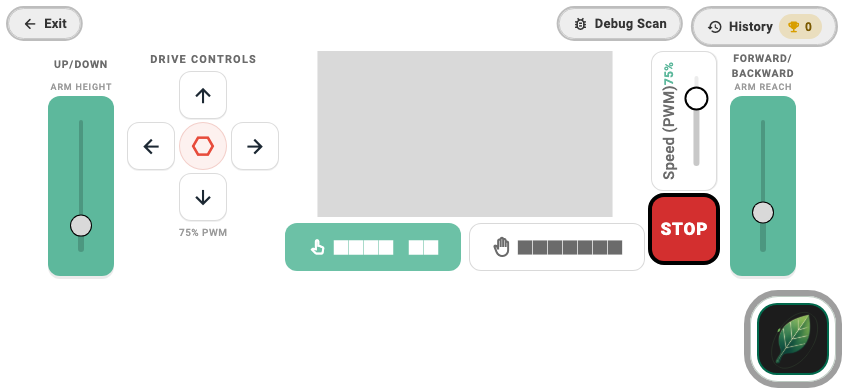 Exit
Debug Scan
History 0
UP/DOWN
ARM HEIGHT
DRIVE CONTROLS
75% PWM
Speed (PWM) 75%
STOP
FORWARD/
BACKWARD
ARM REACH